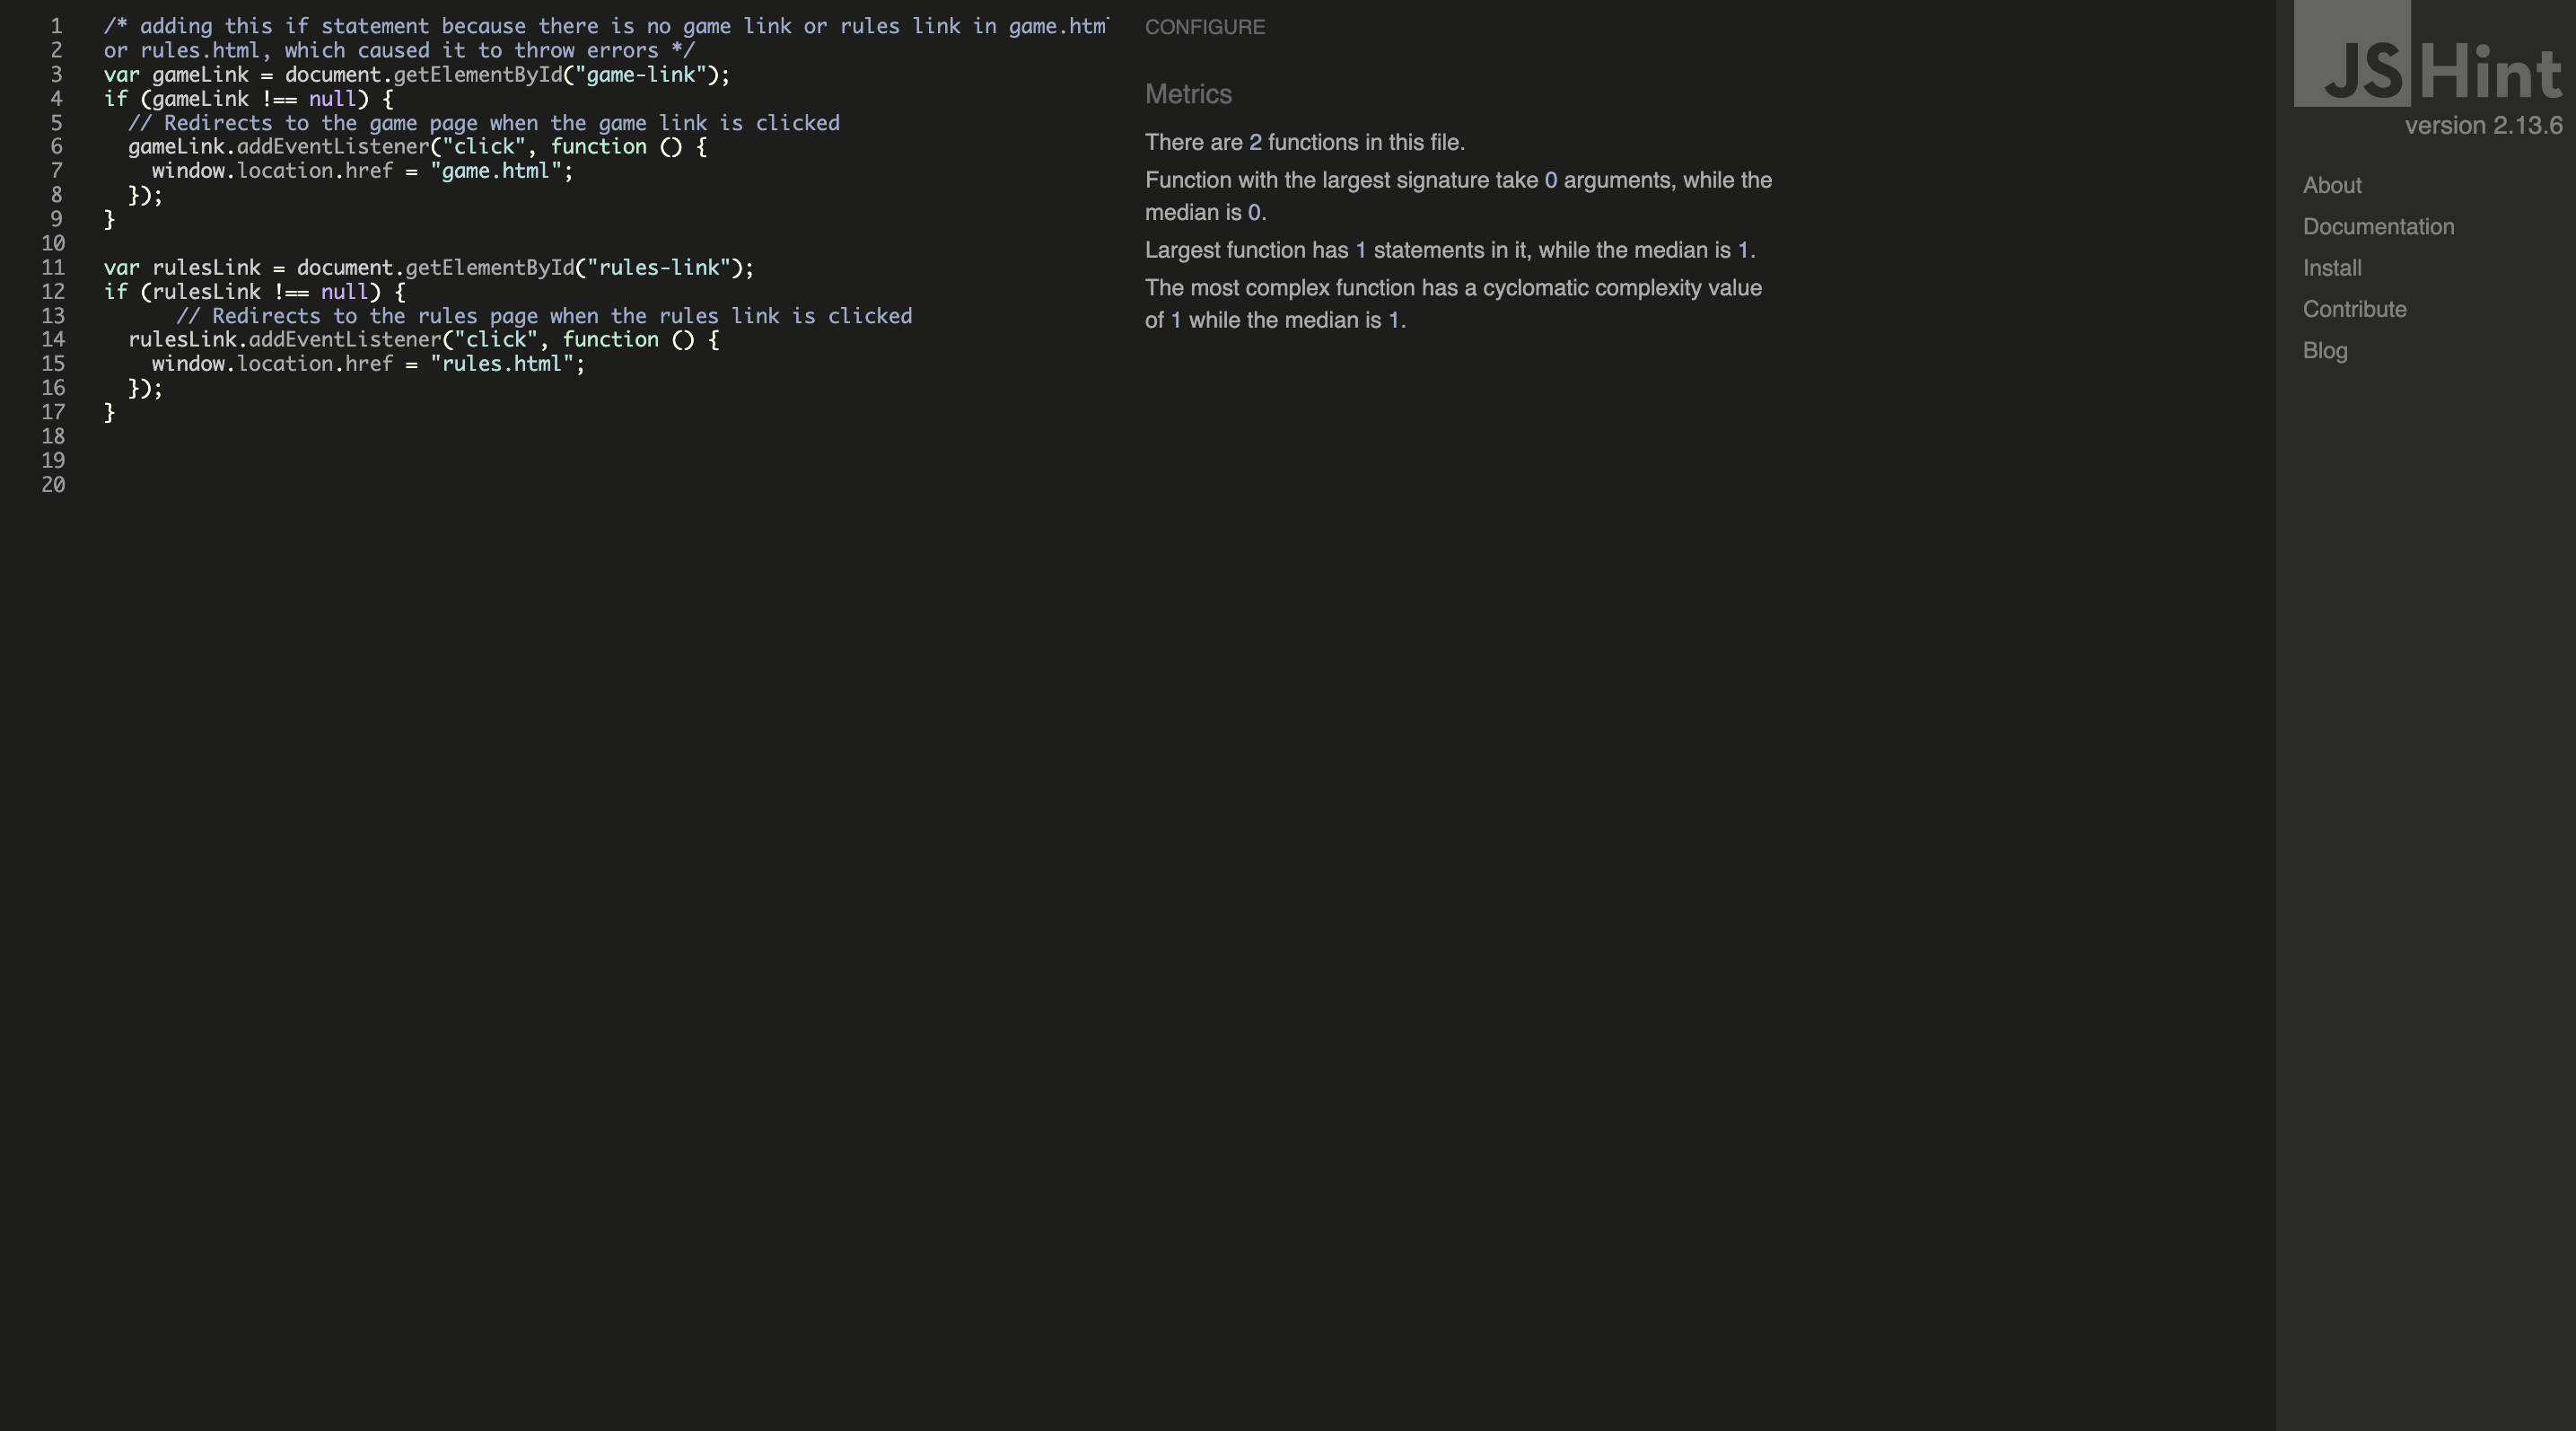 1 /* adding this if statement because there is no game link or rules link in game.htm
2 or rules.html, which caused it to throw errors */
3 var gameLink = document.getElementById("game-link");
4 if (gameLink !== null) {
5 // Redirects to the game page when the game link is clicked
6 gameLink.addEventListener("click", function () {
7 window.location.href = "game.html";
8 });
9 }
10
11 var rulesLink = document.getElementById("rules-link");
12 if (rulesLink !== null) {
13 // Redirects to the rules page when the rules link is clicked
14 rulesLink.addEventListener("click", function () {
15 window.location.href = "rules.html";
16 });
17 }
18
19
20
CONFIGURE
Metrics
There are 2 functions in this file.
Function with the largest signature take 0 arguments, while the
median is 0.
Largest function has 1 statements in it, while the median is 1.
The most complex function has a cyclomatic complexity value
of 1 while the median is 1.
JSHint
version 2.13.6
About
Documentation
Install
Contribute
Blog